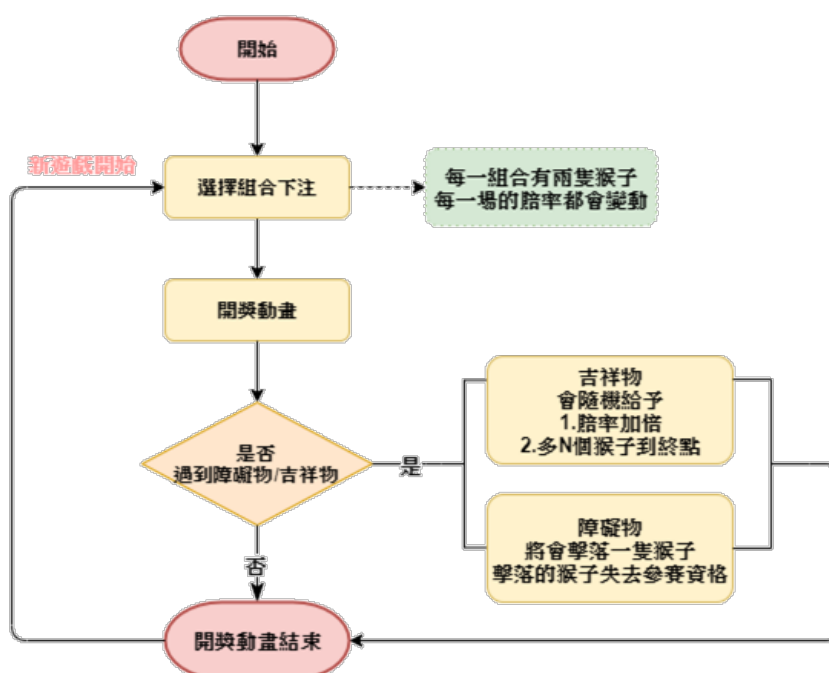 開始
新遊戲開始
選擇組合下注
每一組合有兩隻猴子
每一場的賠率都會變動
開獎動畫
吉祥物
會隨機給予
1.賠率加倍
2.多N個猴子到終點
是否
遇到障礙物/吉祥物
是
障礙物
將會擊落一隻猴子
擊落的猴子失去參賽資格
否
開獎動畫結束